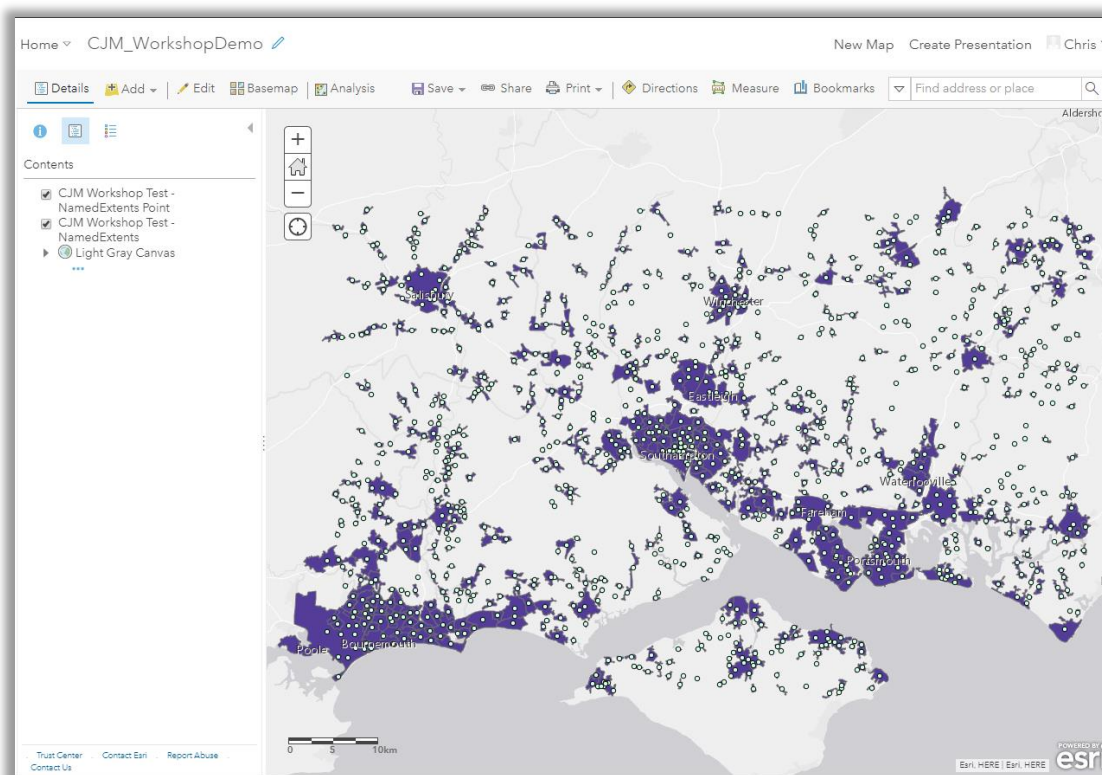 Home CJM_WorkshopDemo New Map Create Presentation Chris
Details Add Edit Basemap Analysis Save Share Print Directions Measure Bookmarks Find address or place
Contents
CJM Workshop Test -
NamedExtents Point
CJM Workshop Test -
NamedExtents
Light Gray Canvas
Aldersho
Salisbury
Winchester
Eastleigh
Southampton
Waterlooville
Fareham
Portsmouth
Bournemouth
Poole
0 5 10km
Trust Center Contact Esri Report Abuse
Contact Us
Esri, HERE | Esri, HERE
POWERED BY
esri